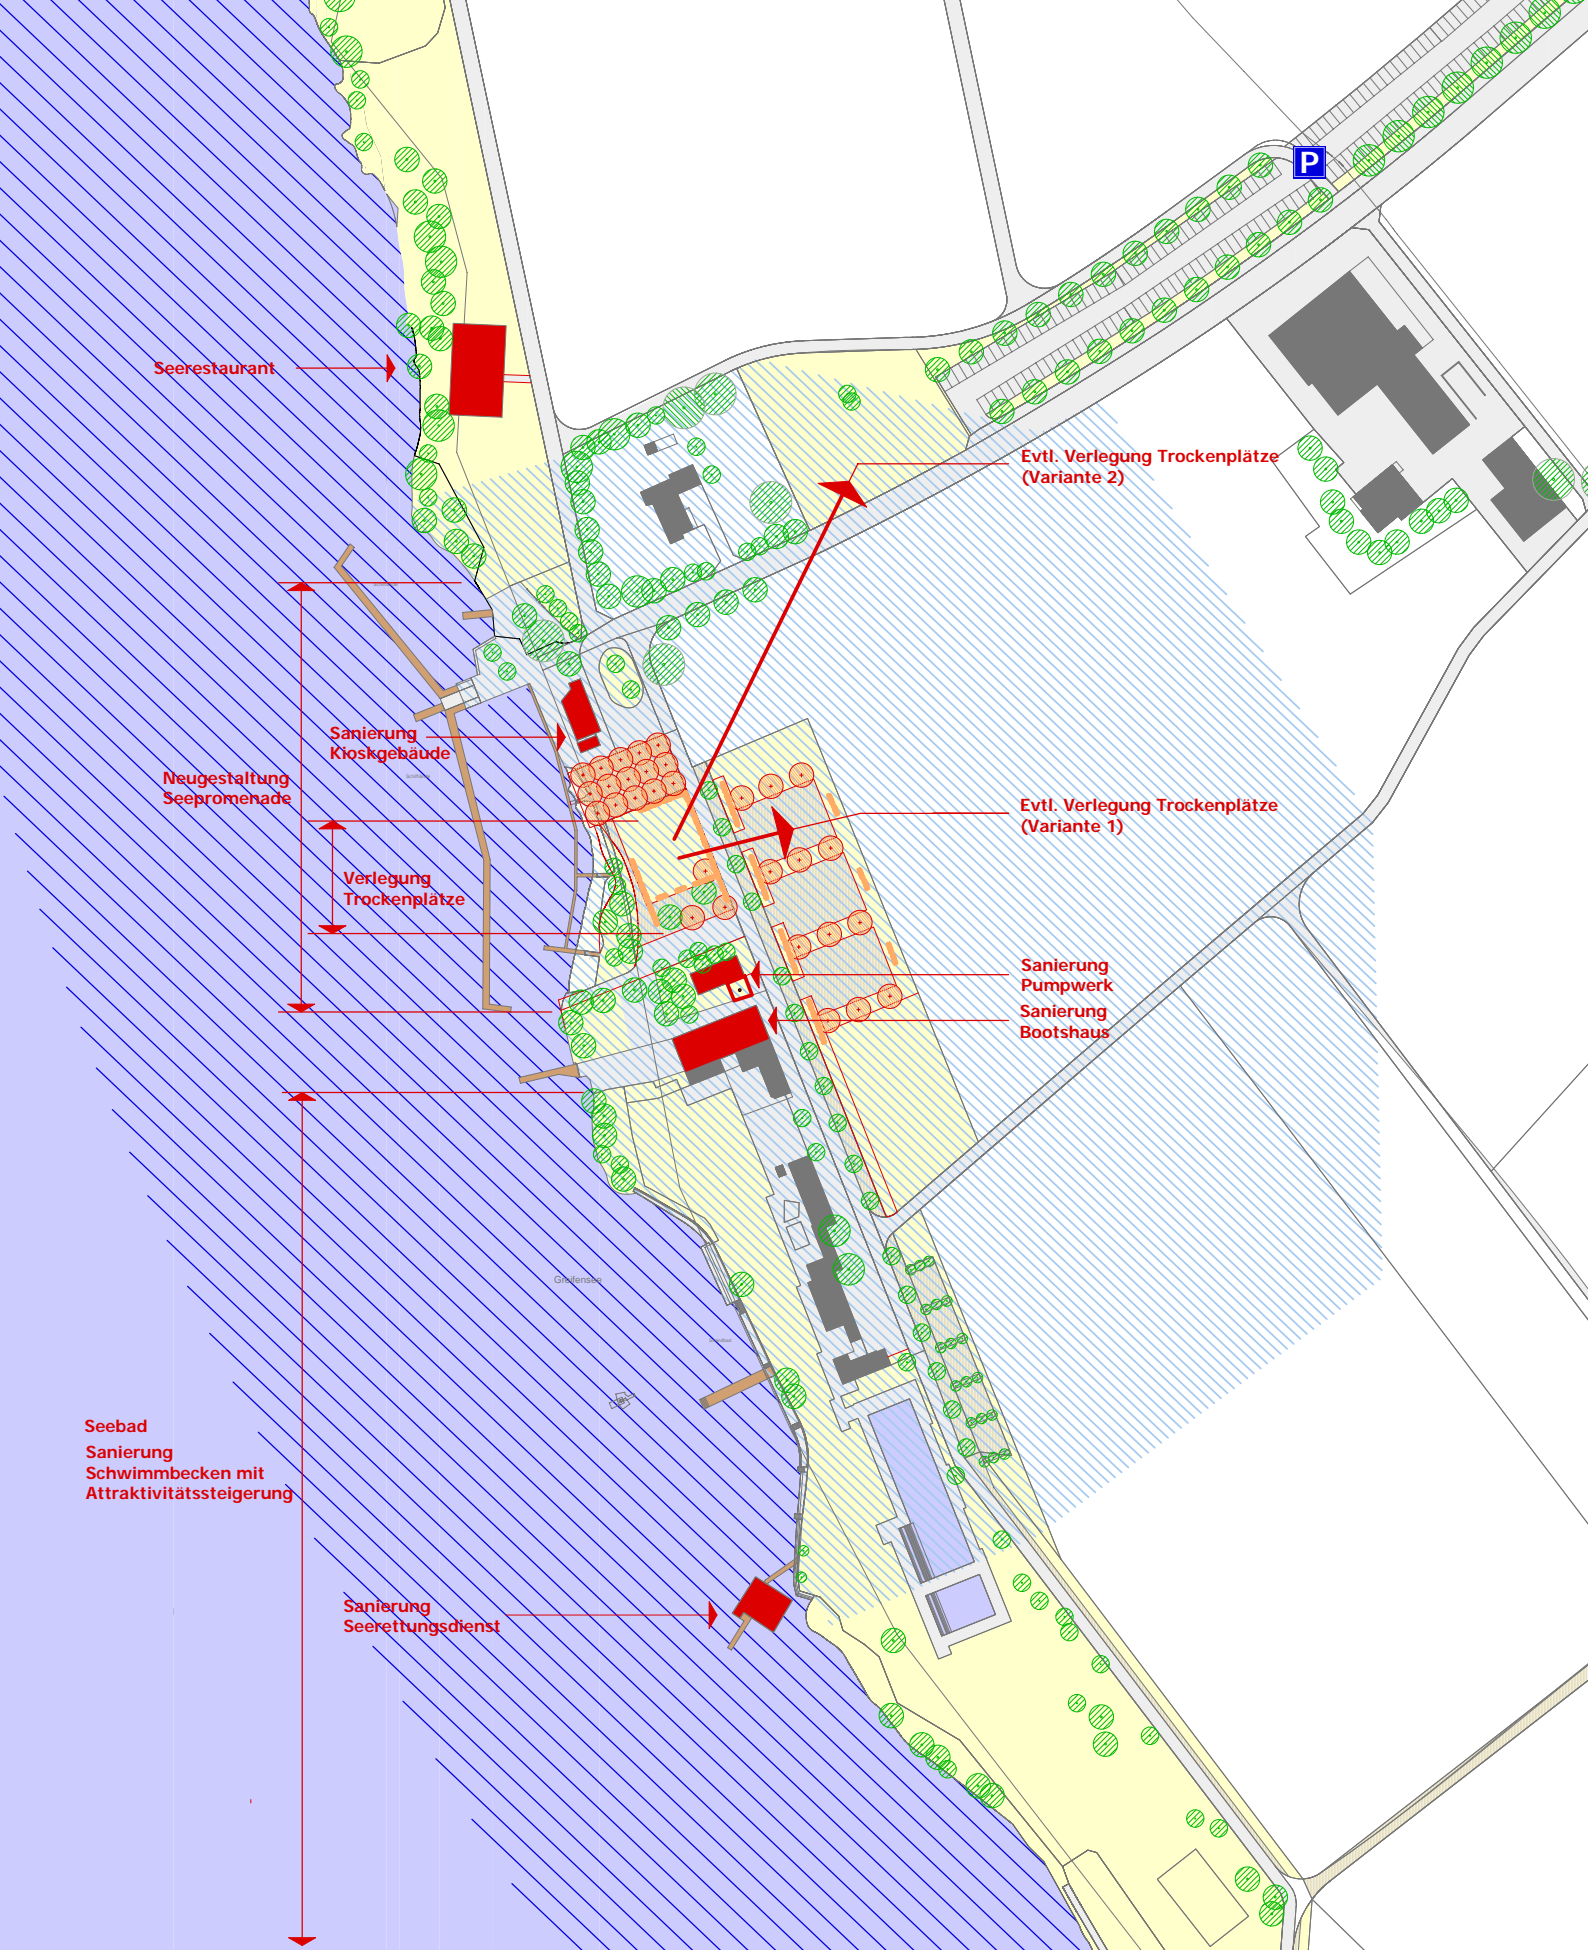 P
Seerestaurant
Evtl. Verlegung Trockenplätze
(Variante 2)
Sanierung
Kioskgebäude
Neugestaltung
Seepromenade
Evtl. Verlegung Trockenplätze
(Variante 1)
Verlegung
Trockenplätze
Sanierung
Pumpwerk
Sanierung
Bootshaus
Greifensee
Seebad
Sanierung
Schwimmbecken mit
Attraktivitätssteigerung
Sanierung
Seerettungsdienst